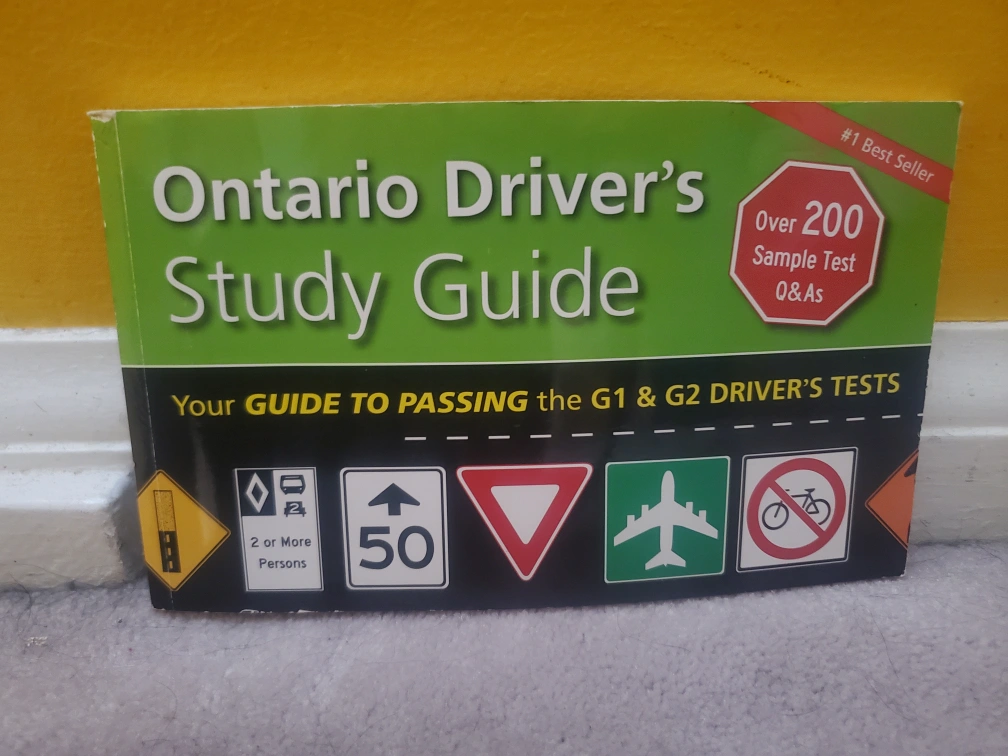 #1 Best Seller
Ontario Driver's
Study Guide
Over 200
Sample Test
Q&As
Your GUIDE TO PASSING the G1 & G2 DRIVER'S TESTS
2 or More
Persons
50